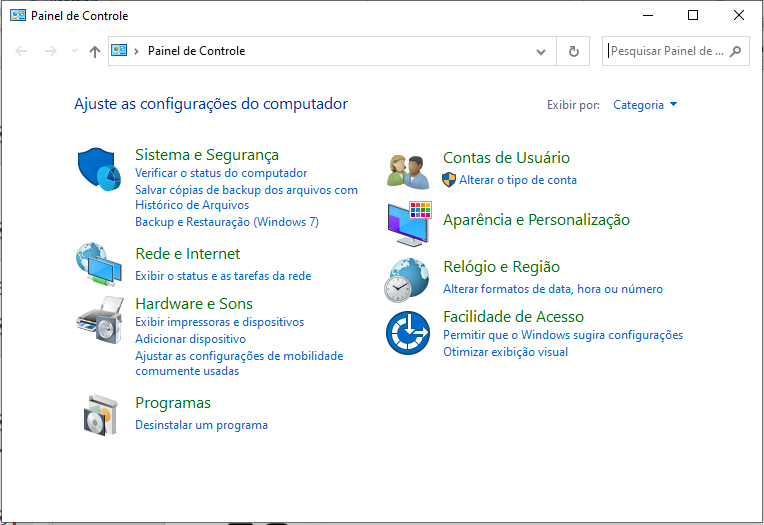 Painel de Controle
Painel de Controle
Pesquisar Painel de ...
Ajuste as configurações do computador
Exibir por: Categoria
Sistema e Segurança
Verificar o status do computador
Salvar cópias de backup dos arquivos com
Histórico de Arquivos
Backup e Restauração (Windows 7)
Rede e Internet
Exibir o status e as tarefas da rede
Hardware e Sons
Exibir impressoras e dispositivos
Adicionar dispositivo
Ajustar as configurações de mobilidade
comumente usadas
Programas
Desinstalar um programa
Contas de Usuário
Alterar o tipo de conta
Aparência e Personalização
Relógio e Região
Alterar formatos de data, hora ou número
Facilidade de Acesso
Permitir que o Windows sugira configurações
Otimizar exibição visual